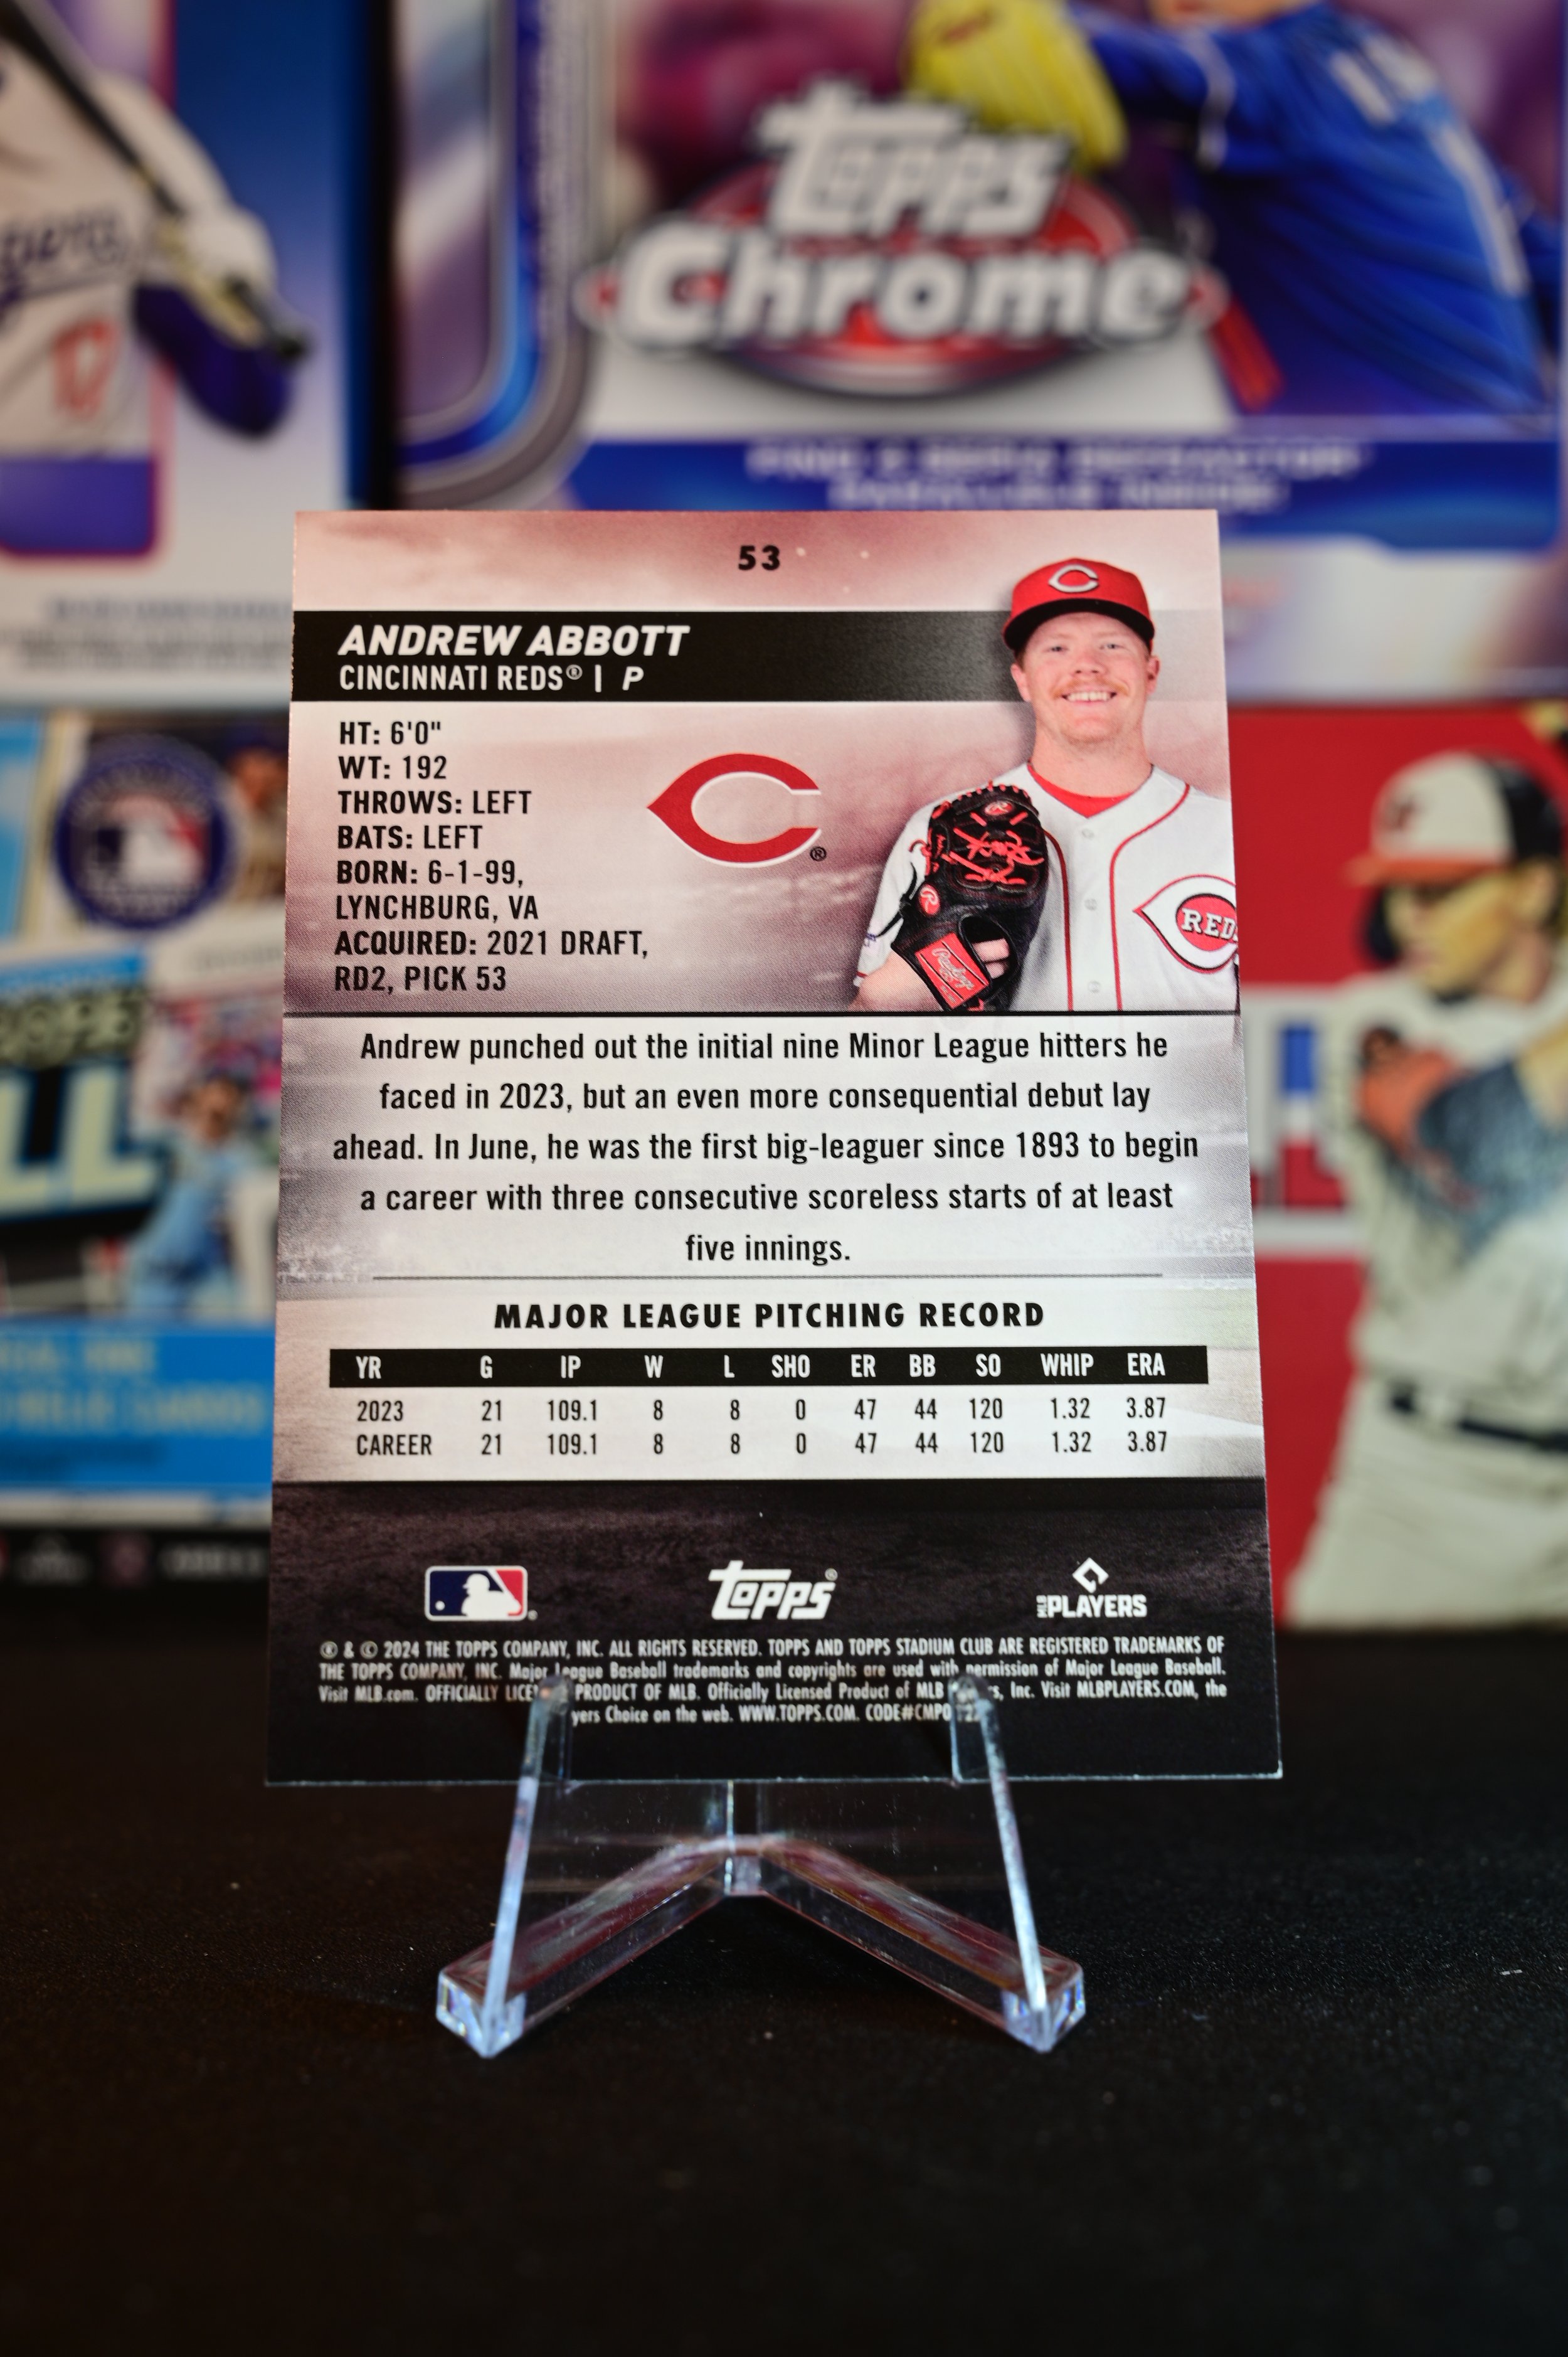 Topps
Chrome
17
53
ANDREW ABBOTT
CINCINNATI REDS® | P
HT: 6'0"
WT: 192
THROWS: LEFT
BATS: LEFT
BORN: 6-1-99,
LYNCHBURG, VA
ACQUIRED: 2021 DRAFT,
RD2, PICK 53
C
®
REDS
Rawlings
Andrew punched out the initial nine Minor League hitters he
faced in 2023, but an even more consequential debut lay
ahead. In June, he was the first big-leaguer since 1893 to begin
a career with three consecutive scoreless starts of at least
five innings.
MAJOR LEAGUE PITCHING RECORD
YR G IP W L SHO ER BB SO WHIP ERA
2023 21 109.1 8 8 0 47 44 120 1.32 3.87
CAREER 21 109.1 8 8 0 47 44 120 1.32 3.87
Topps®
MLB PLAYERS
® & © 2024 THE TOPPS COMPANY, INC. ALL RIGHTS RESERVED. TOPPS AND TOPPS STADIUM CLUB ARE REGISTERED TRADEMARKS OF
THE TOPPS COMPANY, INC. Major League Baseball trademarks and copyrights are used with permission of Major League Baseball.
Visit MLB.com. OFFICIALLY PRODUCT OF MLB. Officially Licensed Product of MLB Inc. Visit MLBPLAYERS.COM, the
Choice on the web. WWW.TOPPS.COM.